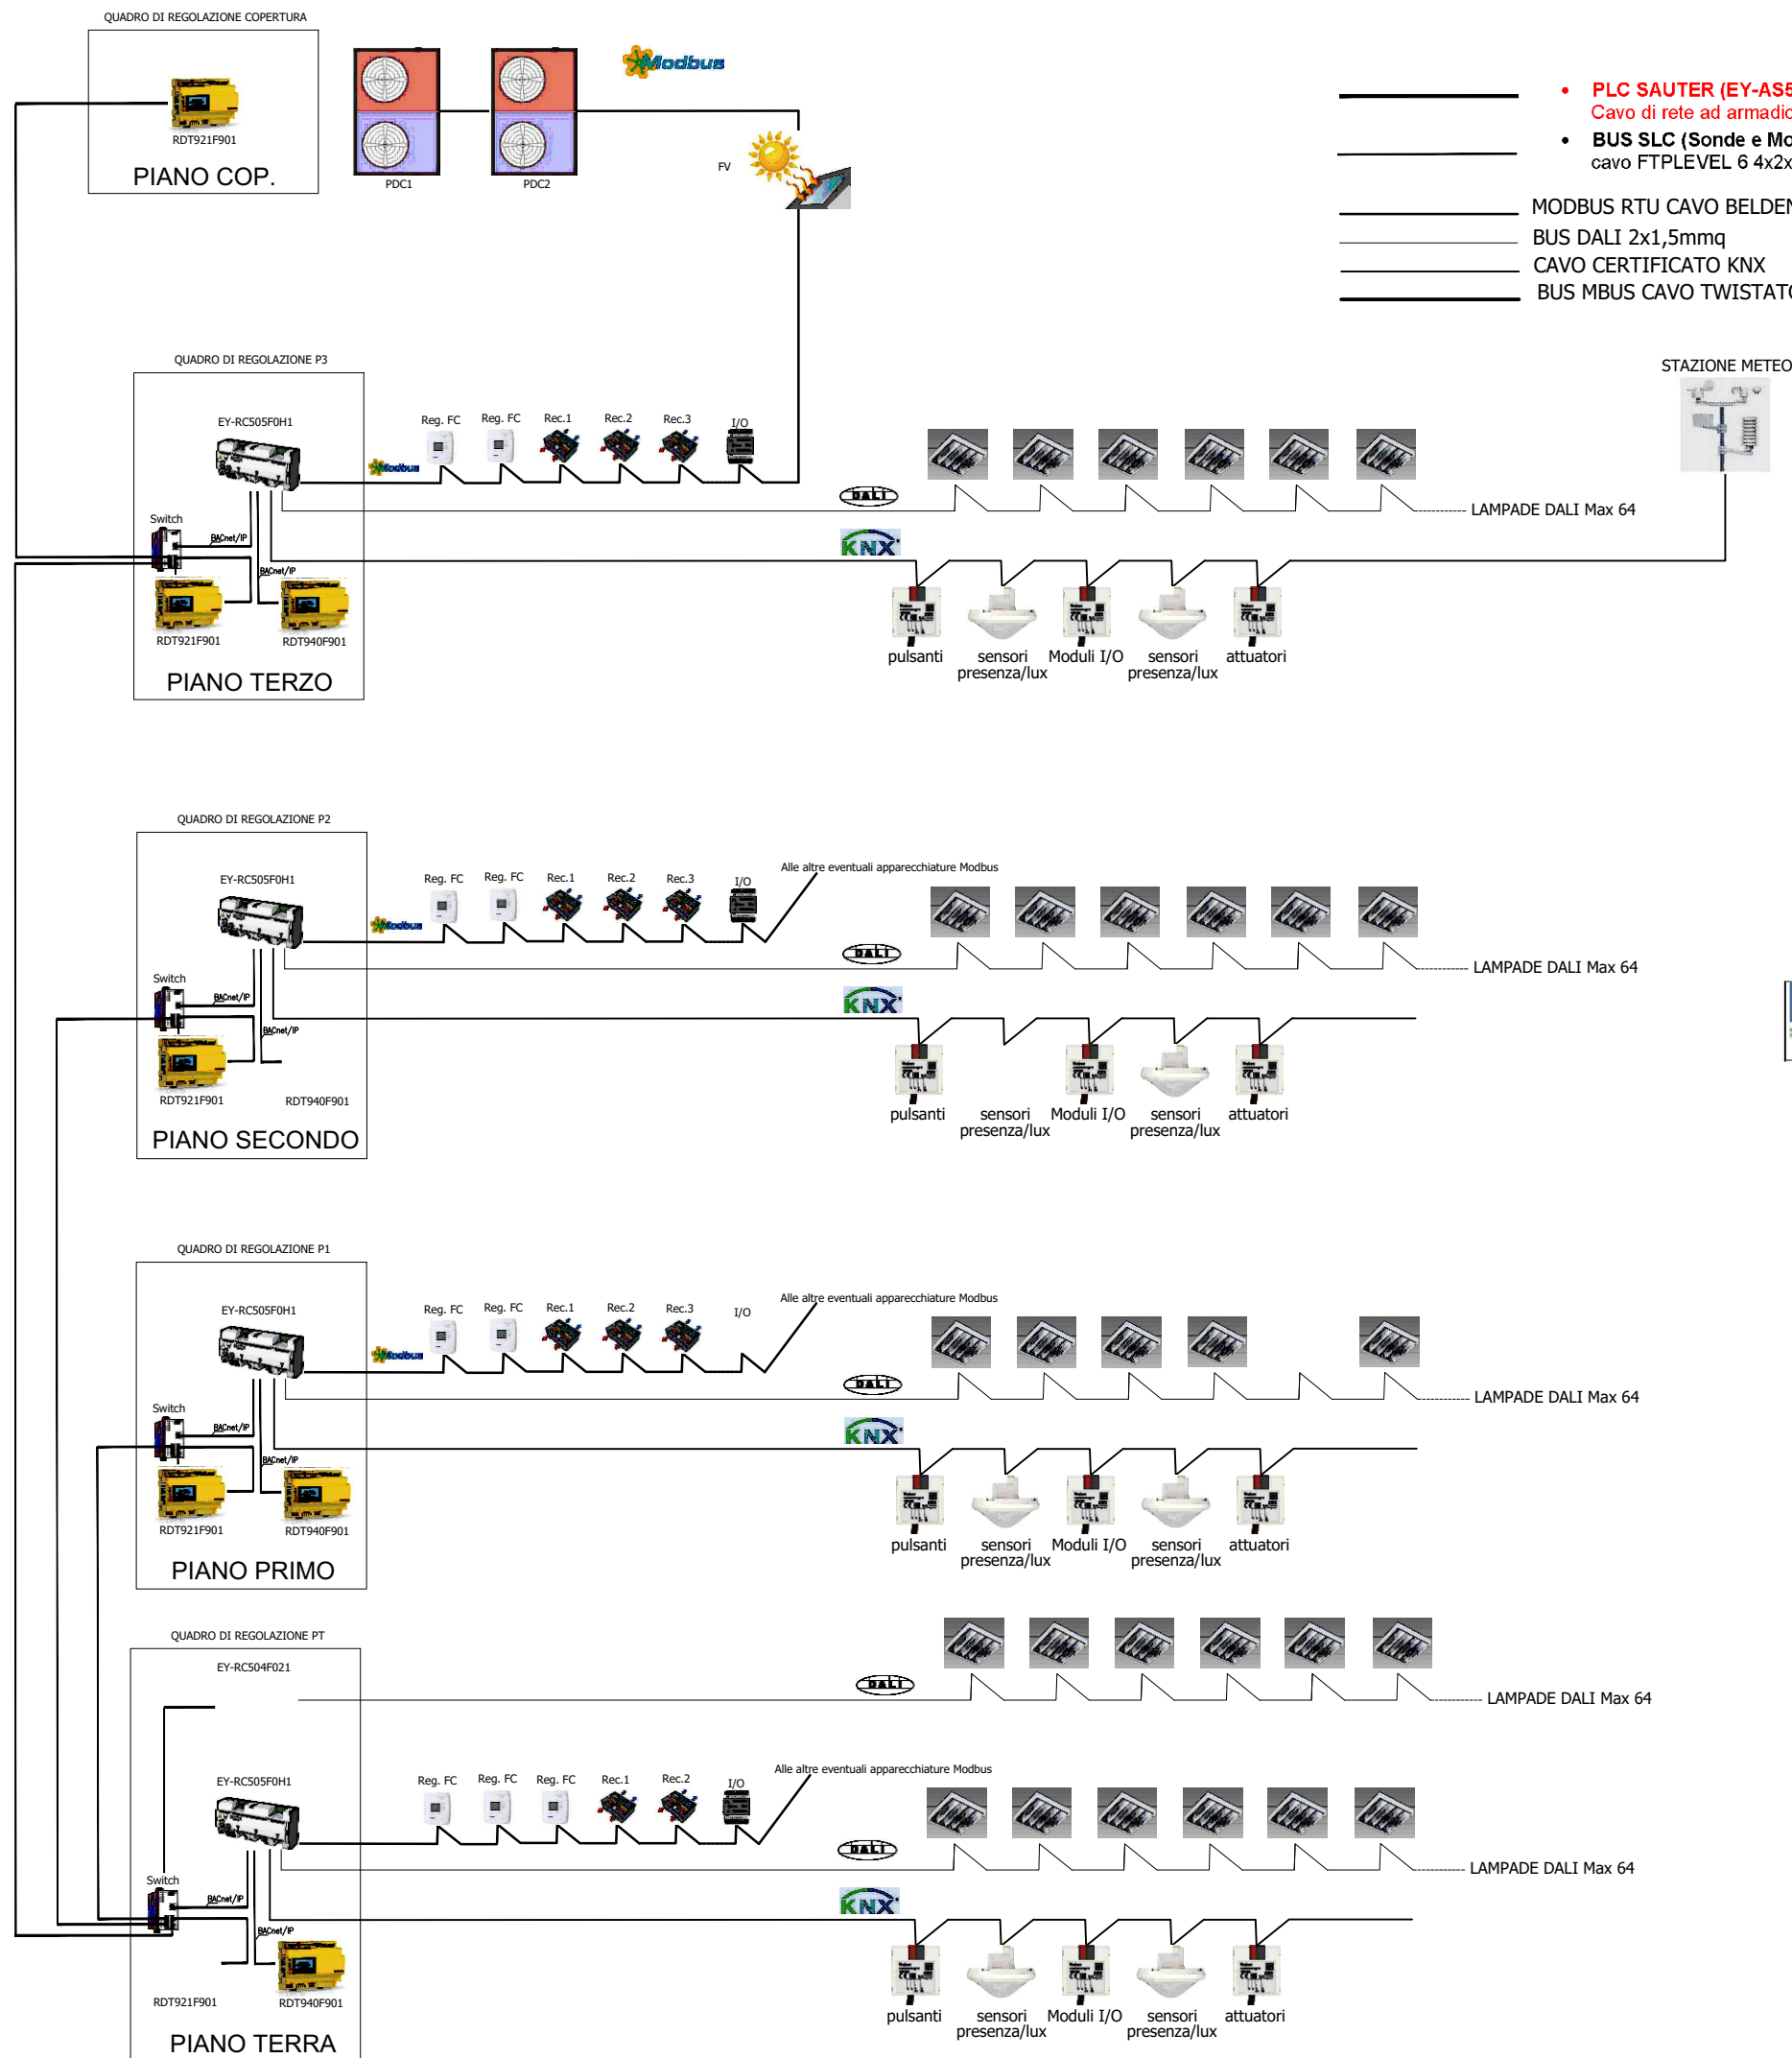 QUADRO DI REGOLAZIONE COPERTURA
RDT921F901
PIANO COP.
PDC1
PDC2
Modbus
FV
PLC SAUTER (EY-AS5
Cavo di rete ad armadio
BUS SLC (Sonde e Mo
cavo FTPLEVEL 6 4x2x
MODBUS RTU CAVO BELDEN
BUS DALI 2x1,5mmq
CAVO CERTIFICATO KNX
BUS MBUS CAVO TWISTATO
STAZIONE METEO
QUADRO DI REGOLAZIONE P3
EY-RC505F0H1
Modbus
Reg. FC
Reg. FC
Rec.1
Rec.2
Rec.3
I/O
DALI
LAMPADE DALI Max 64
Switch
BACnet/IP
BACnet/IP
KNX
RDT921F901
RDT940F901
PIANO TERZO
pulsanti
sensori
presenza/lux
Moduli I/O
sensori
presenza/lux
attuatori
QUADRO DI REGOLAZIONE P2
EY-RC505F0H1
Modbus
Reg. FC
Reg. FC
Rec.1
Rec.2
Rec.3
I/O
Alle altre eventuali apparecchiature Modbus
DALI
LAMPADE DALI Max 64
Switch
BACnet/IP
BACnet/IP
KNX
RDT921F901
RDT940F901
PIANO SECONDO
pulsanti
sensori
presenza/lux
Moduli I/O
sensori
presenza/lux
attuatori
QUADRO DI REGOLAZIONE P1
EY-RC505F0H1
Modbus
Reg. FC
Reg. FC
Rec.1
Rec.2
Rec.3
I/O
Alle altre eventuali apparecchiature Modbus
DALI
LAMPADE DALI Max 64
Switch
BACnet/IP
BACnet/IP
KNX
RDT921F901
RDT940F901
PIANO PRIMO
pulsanti
sensori
presenza/lux
Moduli I/O
sensori
presenza/lux
attuatori
QUADRO DI REGOLAZIONE PT
EY-RC504F021
DALI
LAMPADE DALI Max 64
EY-RC505F0H1
Reg. FC
Reg. FC
Reg. FC
Rec.1
Rec.2
I/O
Alle altre eventuali apparecchiature Modbus
DALI
LAMPADE DALI Max 64
Switch
BACnet/IP
BACnet/IP
KNX
RDT921F901
RDT940F901
PIANO TERRA
pulsanti
sensori
presenza/lux
Moduli I/O
sensori
presenza/lux
attuatori